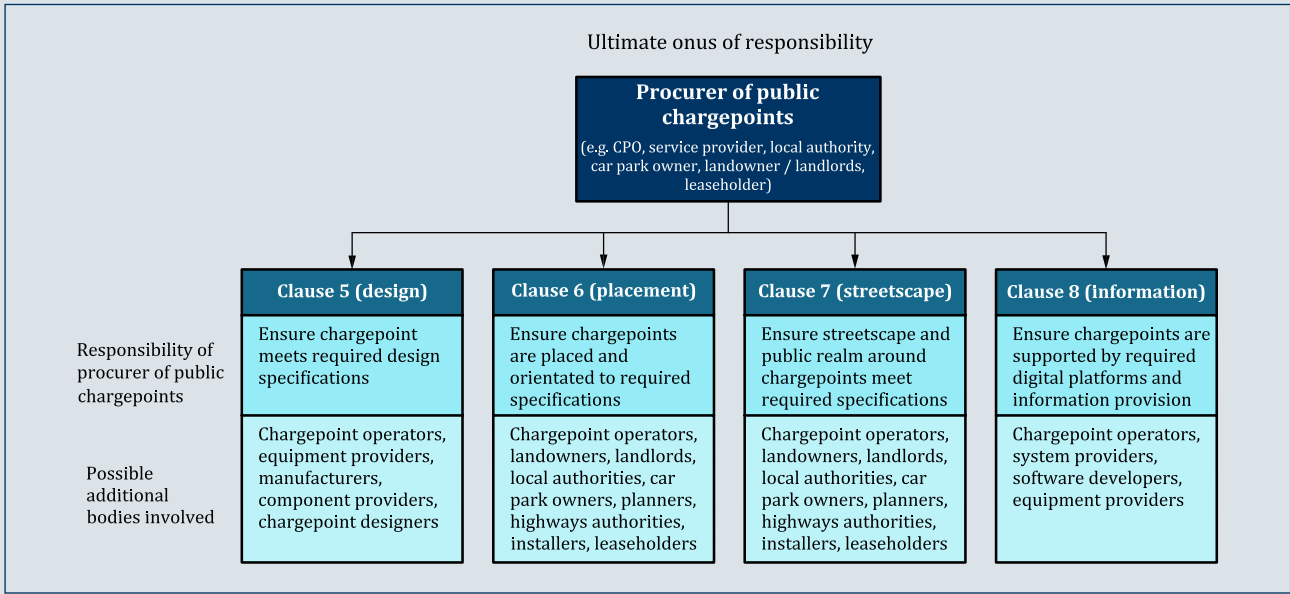 Ultimate onus of responsibility
Procurer of public
chargepoints
(e.g. CPO, service provider, local authority,
car park owner, landowner / landlords,
leaseholder)
Clause 5 (design)
Clause 6 (placement)
Clause 7 (streetscape)
Clause 8 (information)
Responsibility of
procurer of public
chargepoints
Ensure chargepoint
meets required design
specifications
Ensure chargepoints
are placed and
orientated to required
specifications
Ensure streetscape and
public realm around
chargepoints meet
required specifications
Ensure chargepoints are
supported by required
digital platforms and
information provision
Possible
additional
bodies involved
Chargepoint operators,
equipment providers,
manufacturers,
component providers,
chargepoint designers
Chargepoint operators,
landowners, landlords,
local authorities, car
park owners, planners,
highways authorities,
installers, leaseholders
Chargepoint operators,
landowners, landlords,
local authorities, car
park owners, planners,
highways authorities,
installers, leaseholders
Chargepoint operators,
system providers,
software developers,
equipment providers